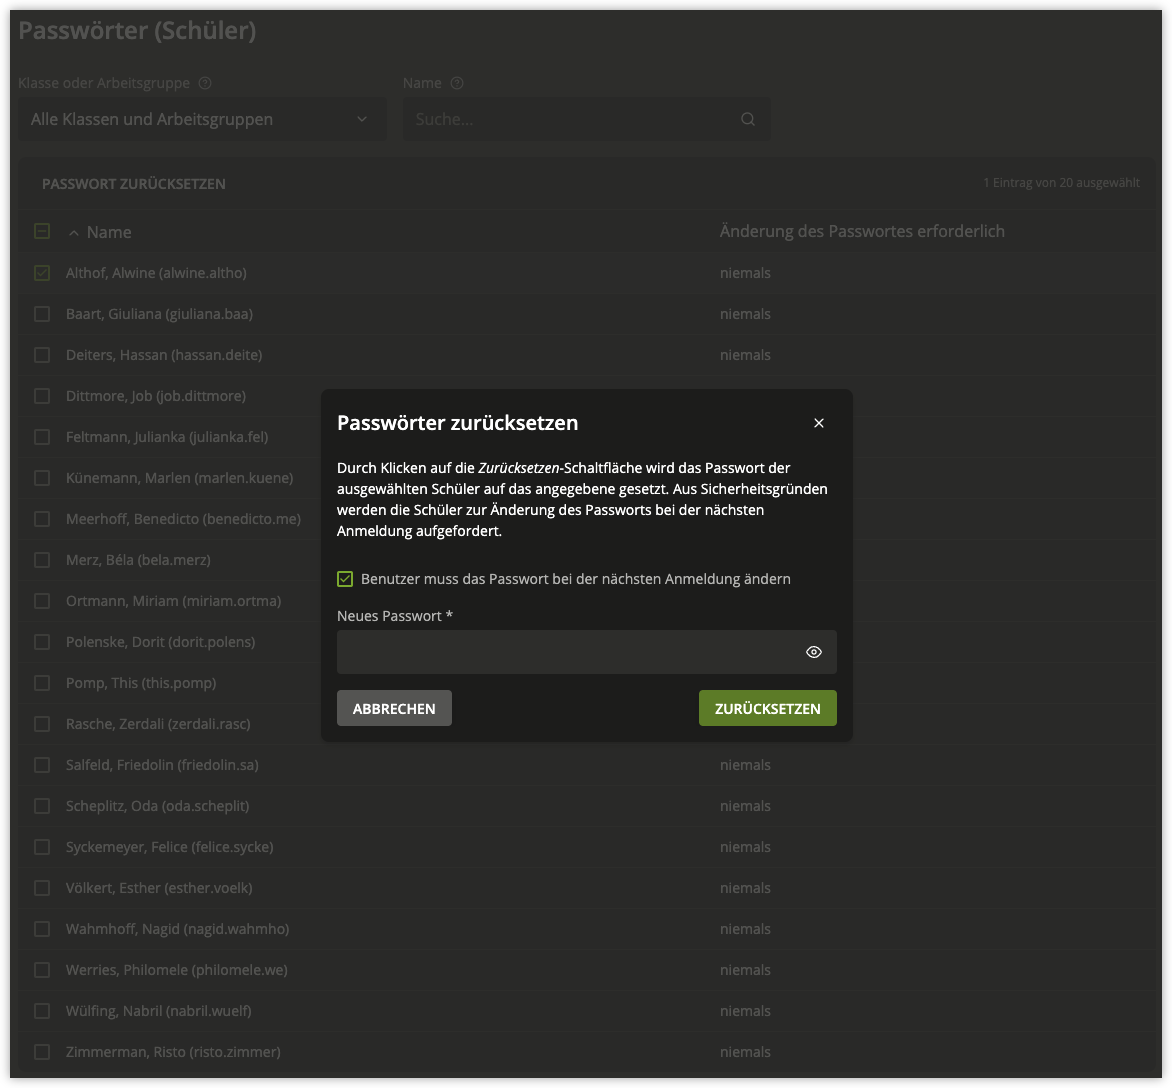 Passwörter (Schüler)
Klasse oder Arbeitsgruppe
Name
Alle Klassen und Arbeitsgruppen
Suche...
PASSWORT ZURÜCKSETZEN
1 Eintrag von 20 ausgewählt
Name
Änderung des Passwortes erforderlich
Althof, Alwine (alwine.altho)
niemals
Baart, Giuliana (giuliana.baa)
niemals
Deiters, Hassan (hassan.deite)
niemals
Dittmore, Job (job.dittmore)
Feltmann, Julianka (julianka.fel)
Künemann, Marlen (marlen.kuene)
Meerhoff, Benedicto (benedicto.me)
Merz, Béla (bela.merz)
Ortmann, Miriam (miriam.ortma)
Polenske, Dorit (dorit.polens)
Pomp, This (this.pomp)
Rasche, Zerdali (zerdali.rasc)
Passwörter zurücksetzen
Durch Klicken auf die Zurücksetzen-Schaltfläche wird das Passwort der
ausgewählten Schüler auf das angegebene gesetzt. Aus Sicherheitsgründen
werden die Schüler zur Änderung des Passworts bei der nächsten
Anmeldung aufgefordert.
Benutzer muss das Passwort bei der nächsten Anmeldung ändern
Neues Passwort *
ABBRECHEN
ZURÜCKSETZEN
Salfeld, Friedolin (friedolin.sa)
niemals
Scheplitz, Oda (oda.scheplit)
niemals
Syckemeyer, Felice (felice.sycke)
niemals
Völkert, Esther (esther.voelk)
niemals
Wahmhoff, Nagid (nagid.wahmho)
niemals
Werries, Philomele (philomele.we)
niemals
Wülfing, Nabril (nabril.wuelf)
niemals
Zimmerman, Risto (risto.zimmer)
niemals